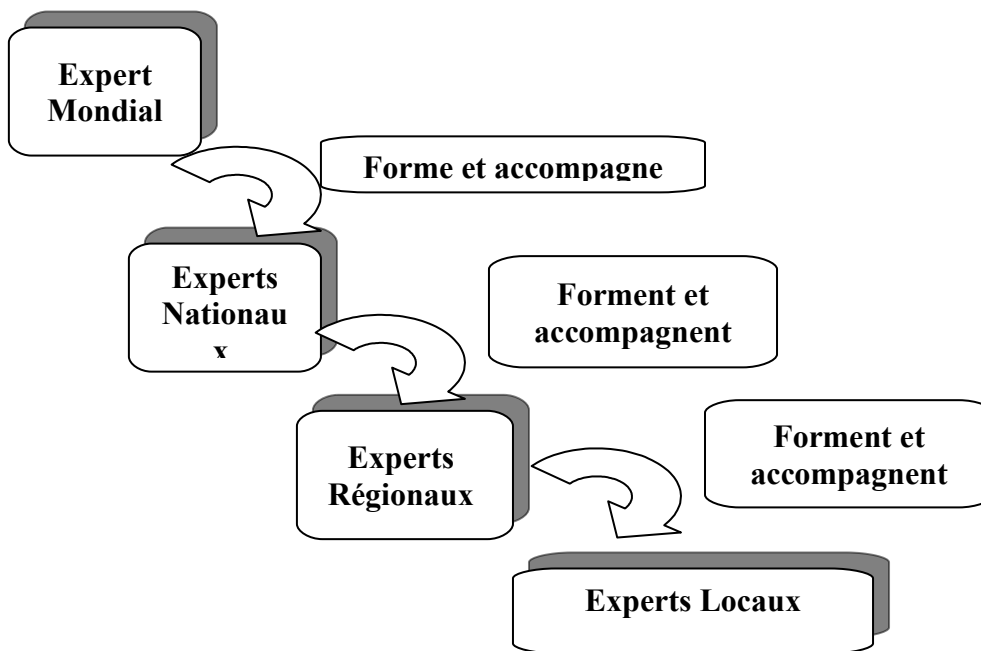 Expert
Mondial
Forme et accompagne
Experts
Nationau
x
Forment et
accompagnent
Experts
Régionaux
Forment et
accompagnent
Experts Locaux